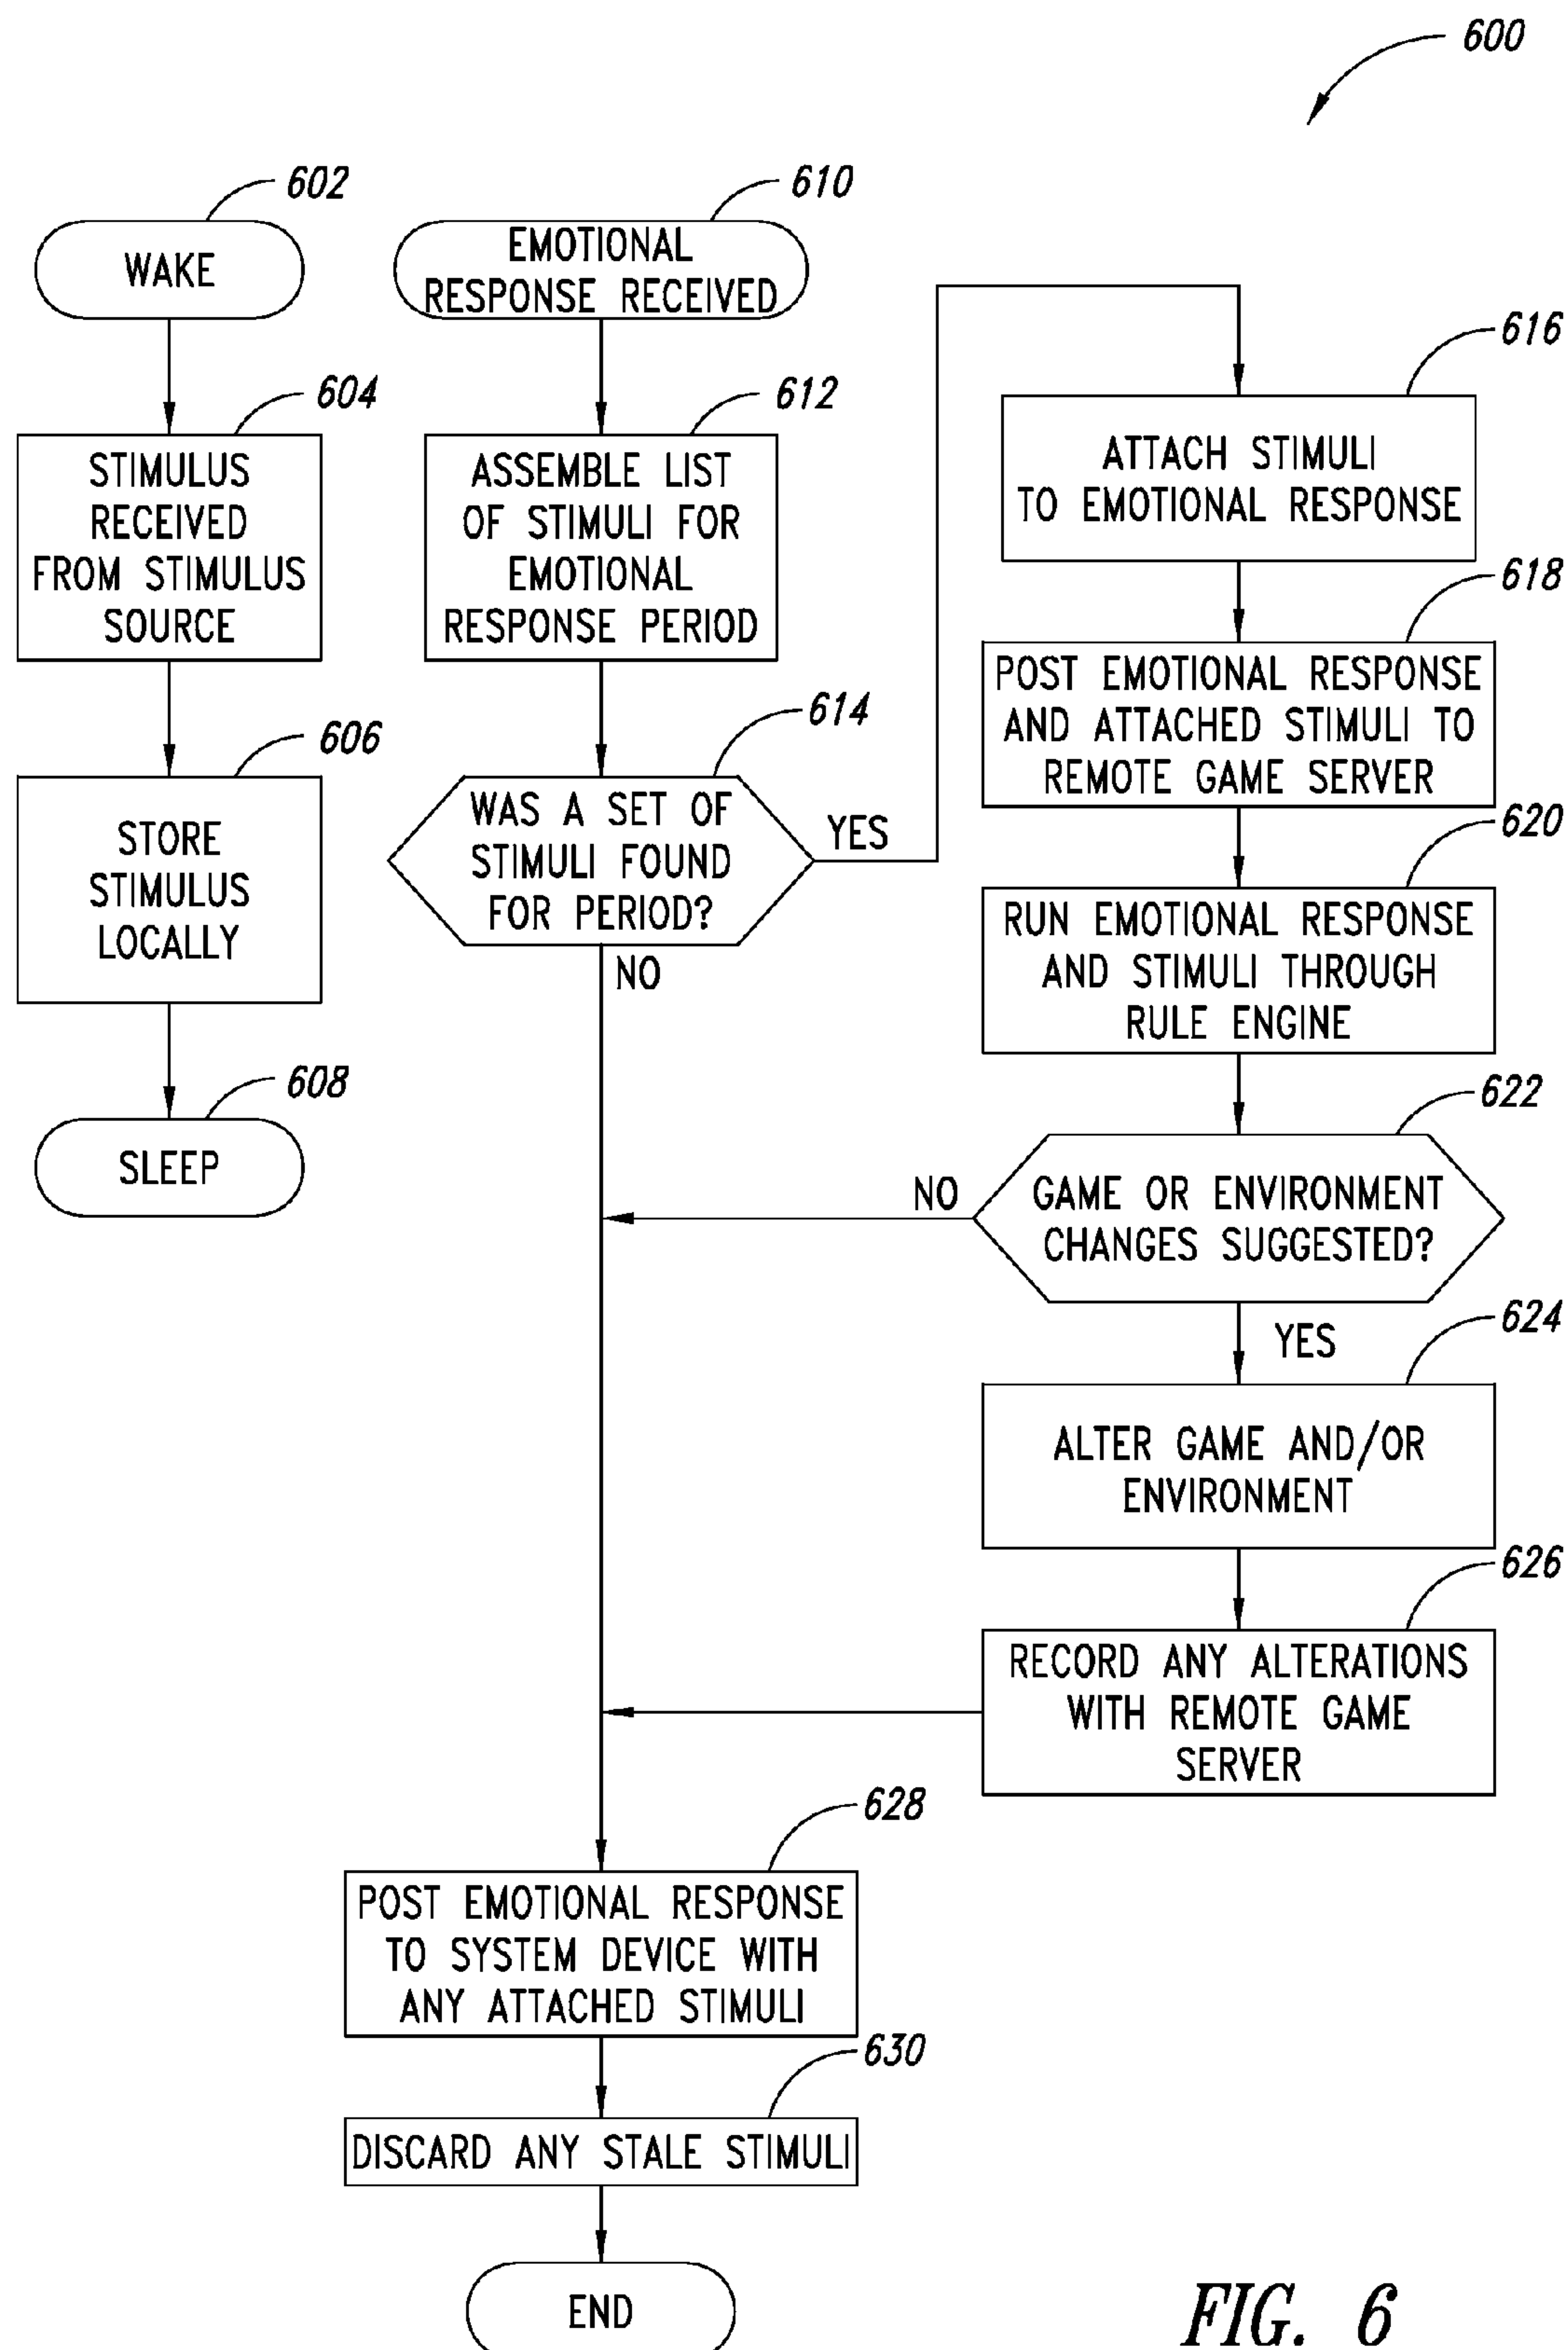 600
602
WAKE
604
STIMULUS
RECEIVED
FROM STIMULUS
SOURCE
606
STORE
STIMULUS
LOCALLY
608
SLEEP
610
EMOTIONAL
RESPONSE RECEIVED
612
ASSEMBLE LIST
OF STIMULI FOR
EMOTIONAL
RESPONSE PERIOD
614
WAS A SET OF
STIMULI FOUND
FOR PERIOD?
YES
NO
616
ATTACH STIMULI
TO EMOTIONAL RESPONSE
618
POST EMOTIONAL RESPONSE
AND ATTACHED STIMULI TO
REMOTE GAME SERVER
620
RUN EMOTIONAL RESPONSE
AND STIMULI THROUGH
RULE ENGINE
622
GAME OR ENVIRONMENT
CHANGES SUGGESTED?
NO
YES
624
ALTER GAME AND/OR
ENVIRONMENT
626
RECORD ANY ALTERATIONS
WITH REMOTE GAME
SERVER
628
POST EMOTIONAL RESPONSE
TO SYSTEM DEVICE WITH
ANY ATTACHED STIMULI
630
DISCARD ANY STALE STIMULI
END
FIG. 6